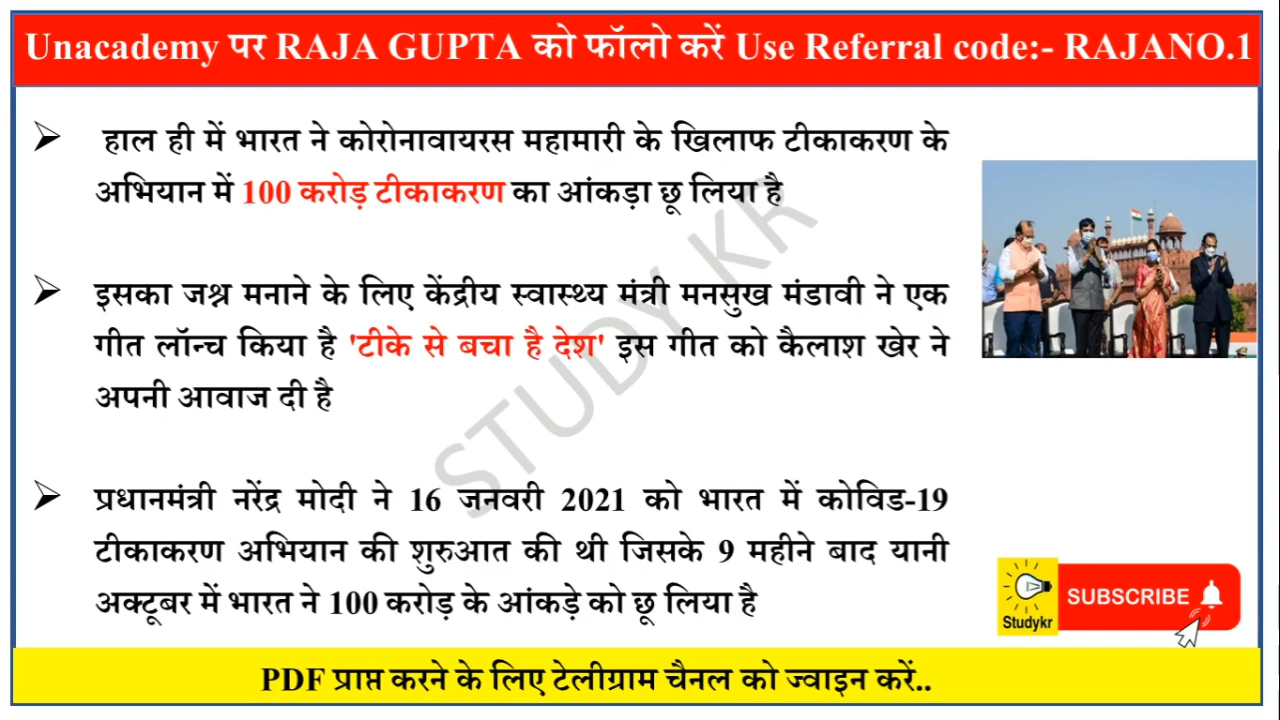 Unacademy पर RAJA GUPTA को फॉलो करें Use Referral code:- RAJANO.1
➢ हाल ही में भारत ने कोरोनावायरस महामारी के खिलाफ टीकाकरण के
अभियान में 100 करोड़ टीकाकरण का आंकड़ा छू लिया है
➢ इसका जश्न मनाने के लिए केंद्रीय स्वास्थ्य मंत्री मनसुख मंडावी ने एक
गीत लॉन्च किया है 'टीके से बचा है देश' इस गीत को कैलाश खेर ने
अपनी आवाज दी है
➢ प्रधानमंत्री नरेंद्र मोदी ने 16 जनवरी 2021 को भारत में कोविड-19
टीकाकरण अभियान की शुरुआत की थी जिसके 9 महीने बाद यानी
अक्टूबर में भारत ने 100 करोड़ के आंकड़े को छू लिया है
STUDY KR
Studykr
SUBSCRIBE
PDF प्राप्त करने के लिए टेलीग्राम चैनल को ज्वाइन करें..